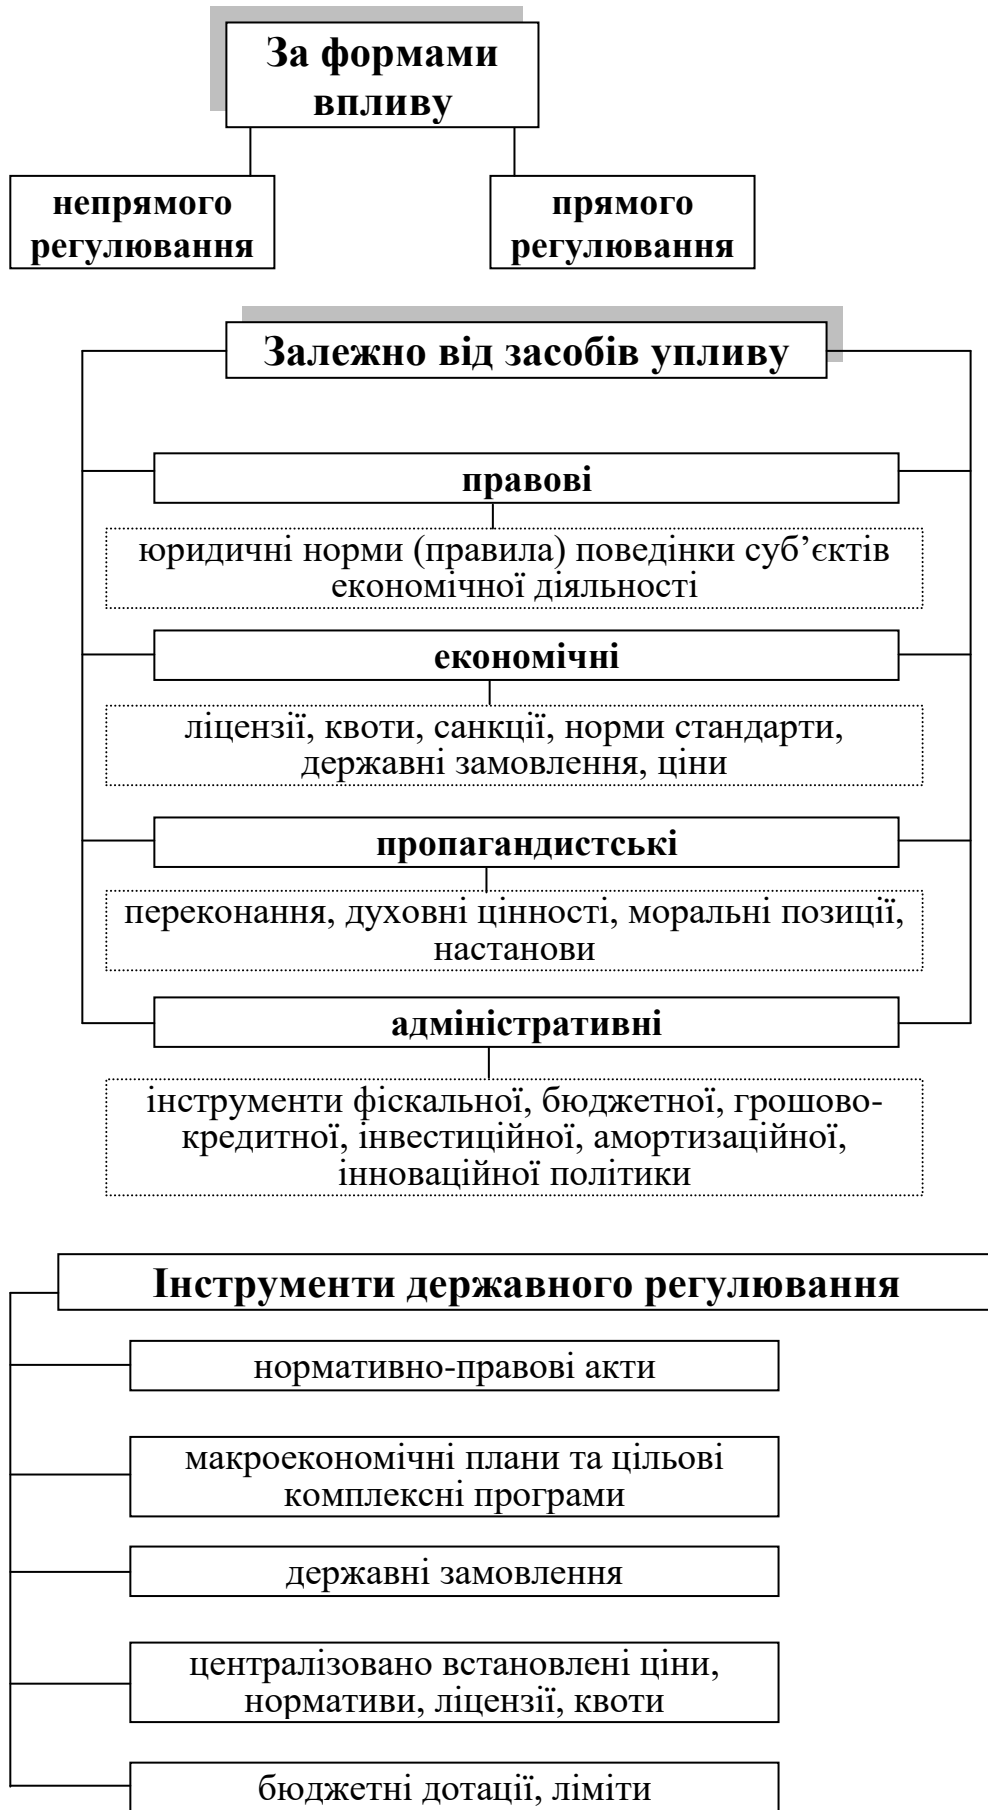 За формами
впливу
непрямого
регулювання
прямого
регулювання
Залежно від засобів упливу
правові
юридичні норми (правила) поведінки суб’єктів
економічної діяльності
економічні
ліцензії, квоти, санкції, норми стандарти,
державні замовлення, ціни
пропагандистські
переконання, духовні цінності, моральні позиції,
настанови
адміністративні
інструменти фіскальної, бюджетної, грошово-
кредитної, інвестиційної, амортизаційної,
інноваційної політики
Інструменти державного регулювання
нормативно-правові акти
макроекономічні плани та цільові
комплексні програми
державні замовлення
централізовано встановлені ціни,
нормативи, ліцензії, квоти
бюджетні дотації, ліміти